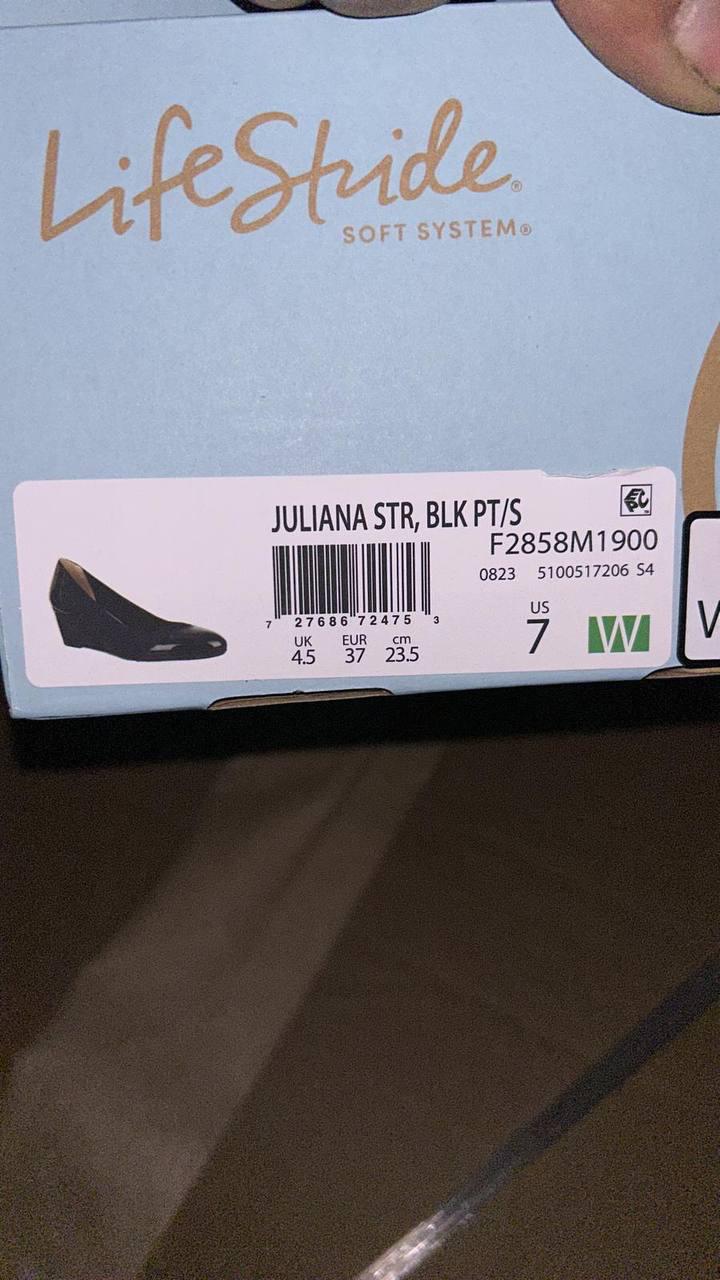 LifeStride®
SOFT SYSTEM®
JULIANA STR, BLK PT/S
F2858M1900
0823 5100517206 S4
7 27686 72475 3
UK EUR cm
4.5 37 23.5
US
7 W